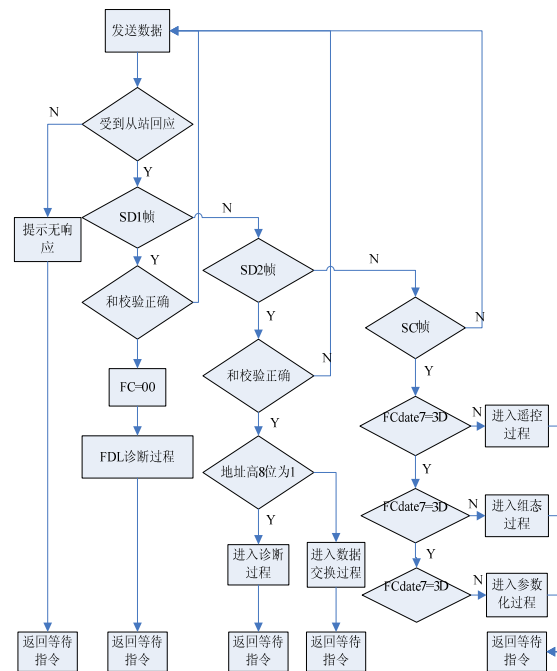 发送数据
N
受到从站回应
Y
SD1帧
N
提示无响
应
Y
SD2帧
N
和校验正确
SC帧
N
Y
FC=00
和校验正确
N
Y
Y
FCdate7=3D
N
进入遥控
过程
FDL诊断过程
地址高8位为1
Y
Y
FCdate7=3D
N
进入组态
过程
进入诊断
过程
进入数据
交换过程
Y
FCdate7=3D
N
进入参数
化过程
返回等待
指令
返回等待
指令
返回等待
指令
返回等待
指令
返回等待
指令